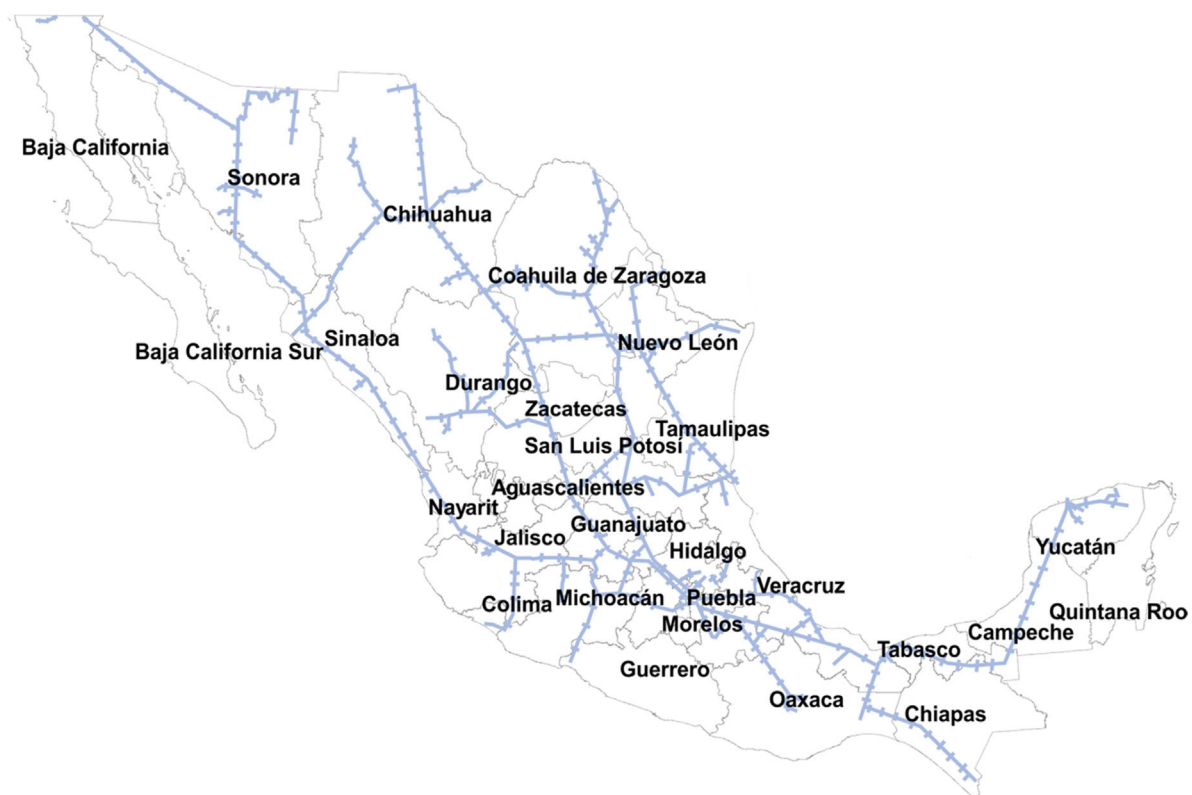 Baja California
Sonora
Chihuahua
Coahuila de Zaragoza
Sinaloa
Nuevo León
Baja California Sur
Durango
Zacatecas
Tamaulipas
San Luis Potosí
Aguascalientes
Nayarit
Guanajuato
Jalisco
Hidalgo
Yucatán
Veracruz
Colima
Michoacán
Puebla
Quintana Roo
Morelos
Campeche
Tabasco
Guerrero
Oaxaca
Chiapas